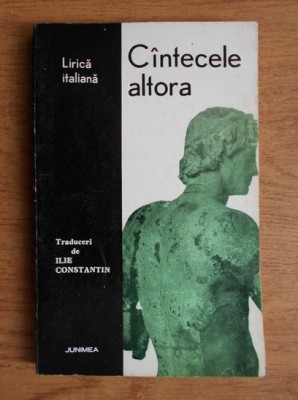 Lirică
italiană
Cîntecele
altora
Traduceri
de
ILIE
CONSTANTIN
JUNIMEA